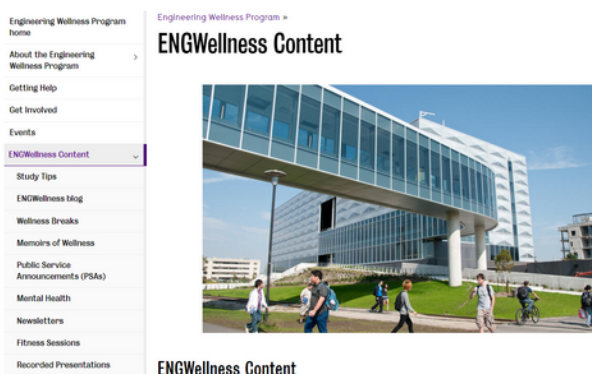 Engineering Wellness Program
home
About the Engineering
Wellness Program
Getting Help
Get Involved
Events
ENGWellness Content
Study Tips
ENGWellness blog
Wellness Breaks
Memoirs of Wellness
Public Service
Announcements (PSAs)
Mental Health
Newsletters
Fitness Sessions
Recorded Presentations
Engineering Wellness Program »
ENGWellness Content
ENGWellness Content